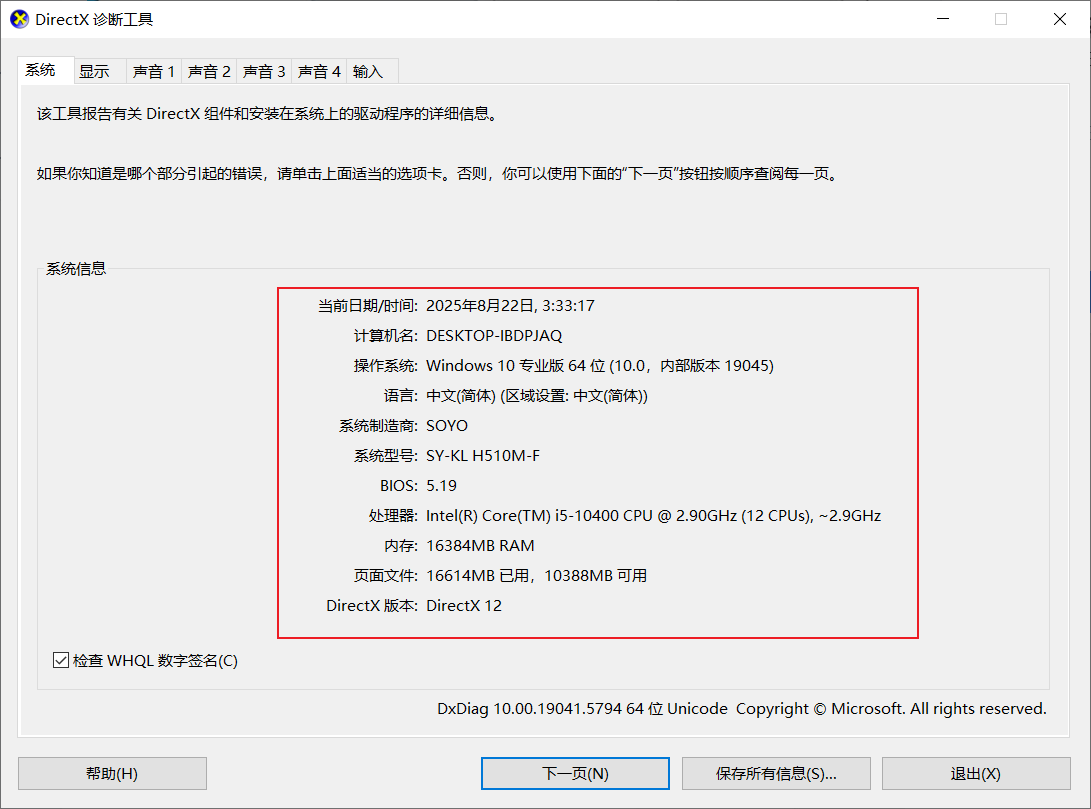 DirectX 诊断工具
系统 显示 声音 1 声音 2 声音 3 声音 4 输入
该工具报告有关 DirectX 组件和安装在系统上的驱动程序的详细信息。
如果你知道是哪个部分引起的错误，请单击上面适当的选项卡。否则，你可以使用下面的“下一页”按钮按顺序查阅每一页。
系统信息
当前日期/时间: 2025年8月22日, 3:33:17
计算机名: DESKTOP-IBDPJAQ
操作系统: Windows 10 专业版 64 位 (10.0，内部版本 19045)
语言: 中文(简体) (区域设置: 中文(简体))
系统制造商: SOYO
系统型号: SY-KL H510M-F
BIOS: 5.19
处理器: Intel(R) Core(TM) i5-10400 CPU @ 2.90GHz (12 CPUs), ~2.9GHz
内存: 16384MB RAM
页面文件: 16614MB 已用，10388MB 可用
DirectX 版本: DirectX 12
检查 WHQL 数字签名(C)
DxDiag 10.00.19041.5794 64 位 Unicode Copyright © Microsoft. All rights reserved.
帮助(H) 下一页(N) 保存所有信息(S)... 退出(X)